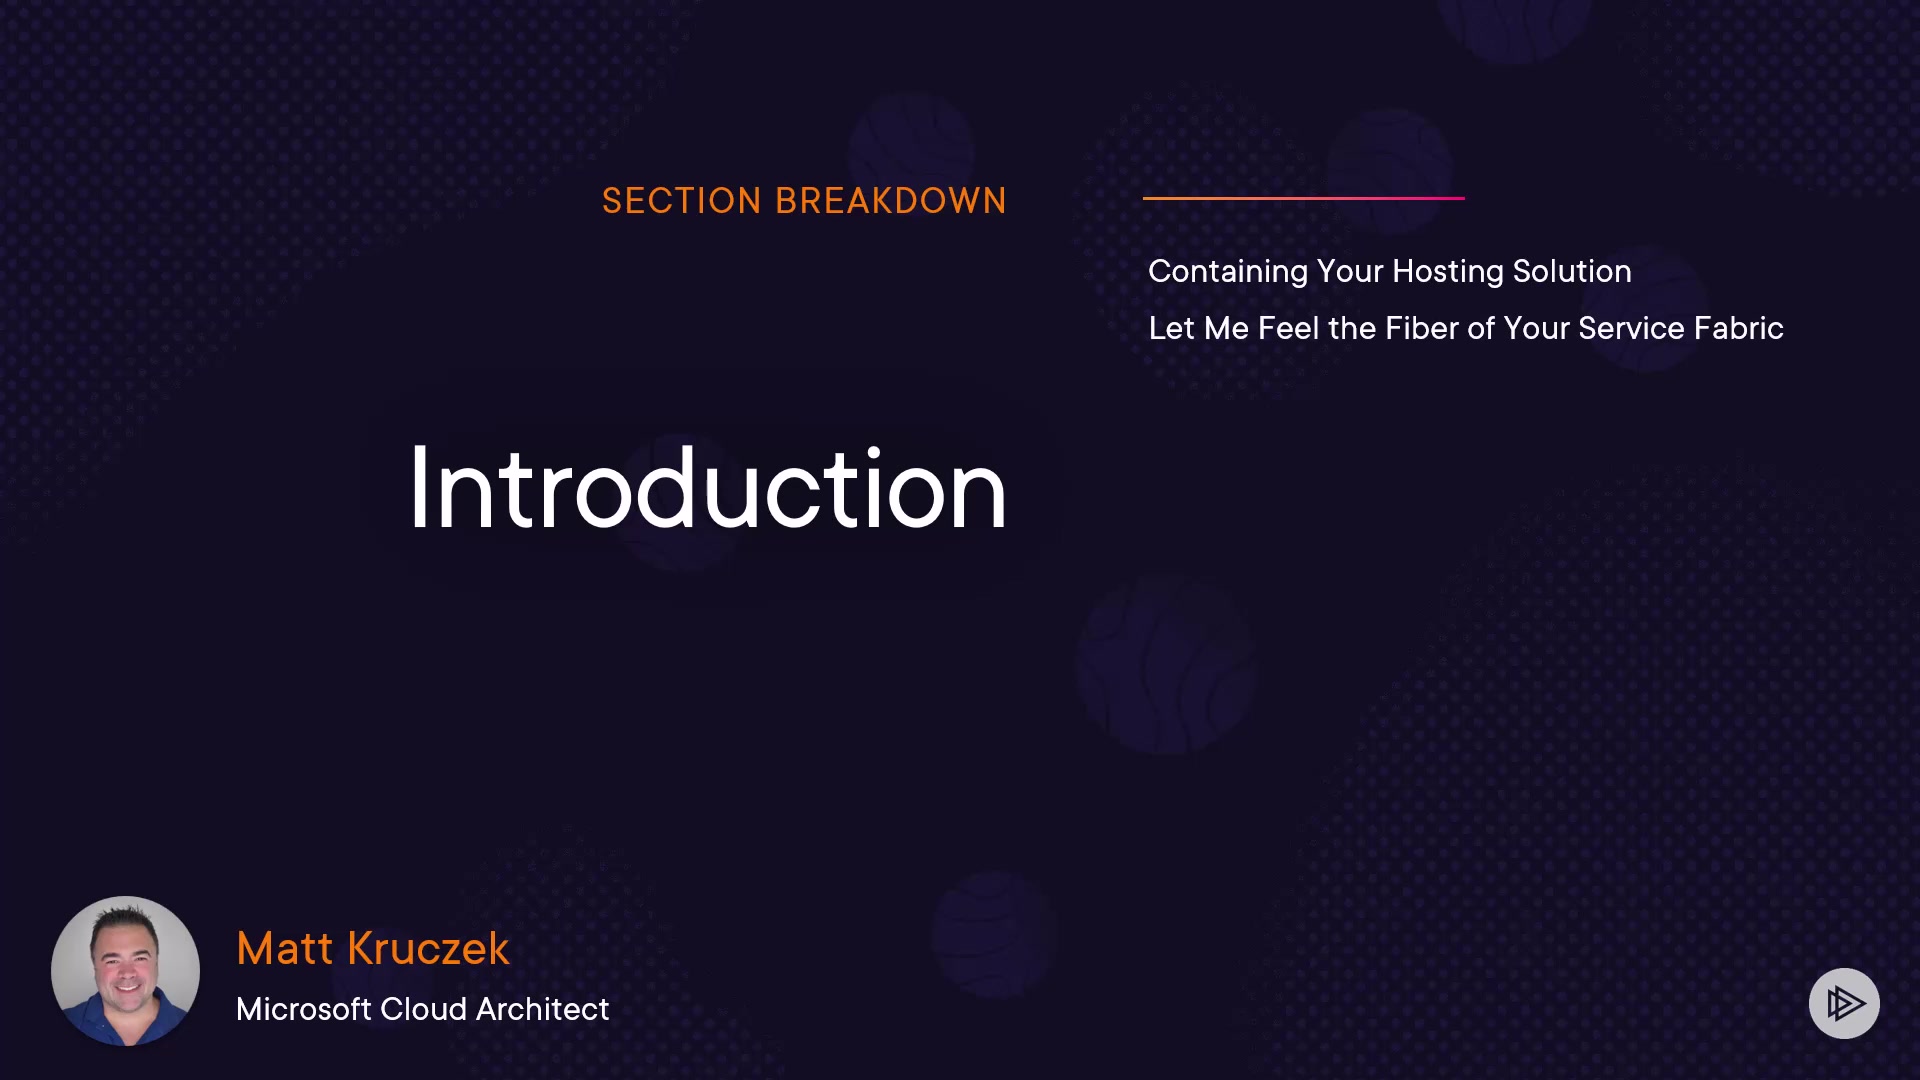 SECTION BREAKDOWN
Introduction
Containing Your Hosting Solution
Let Me Feel the Fiber of Your Service Fabric
Matt Kruczek
Microsoft Cloud Architect